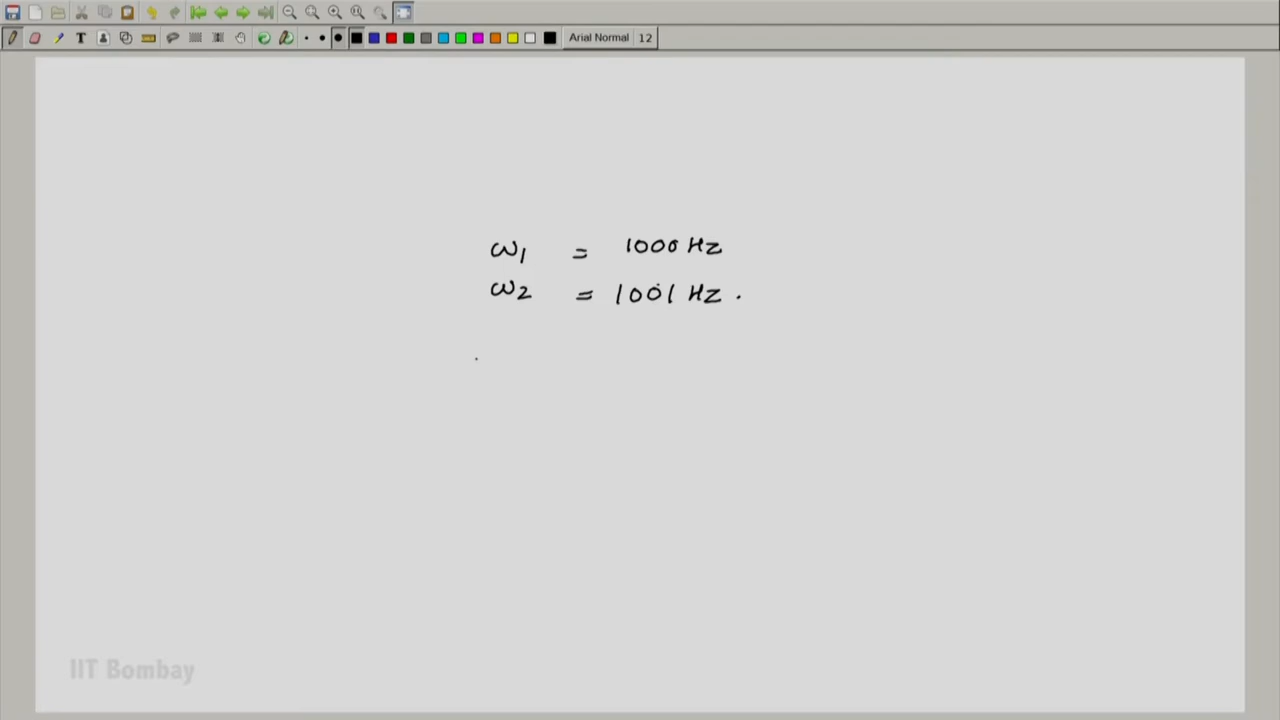 Arial Normal 12
ω1 = 1000 Hz
ω2 = 1001 Hz.
IIT Bombay